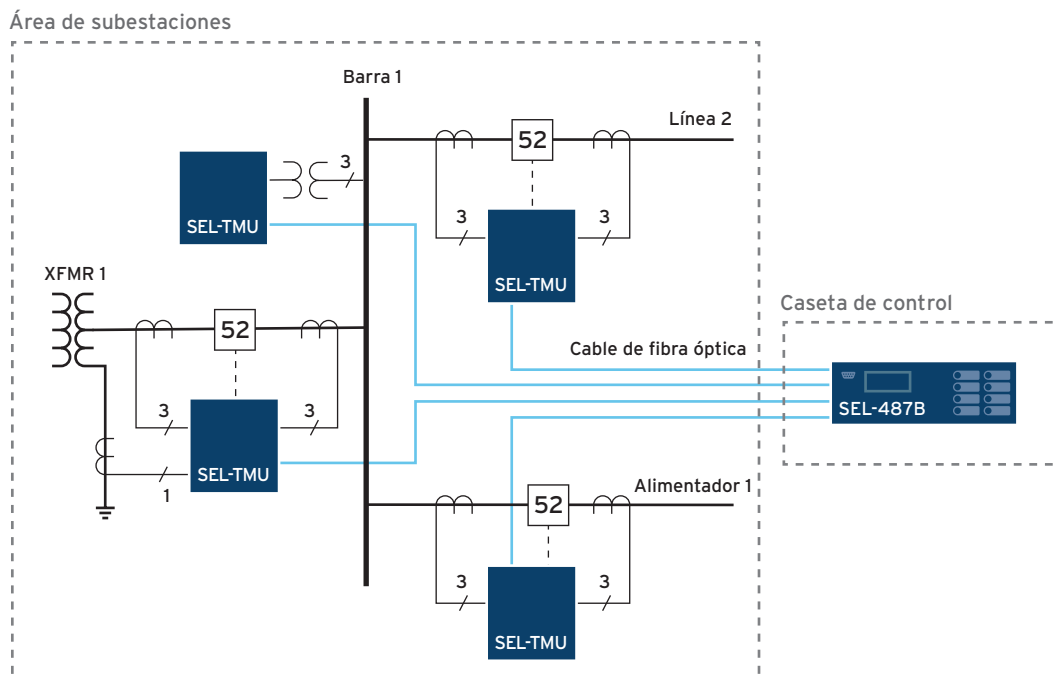 Área de subestaciones
Barra 1
Línea 2
52
3
SEL-TMU
3
3
SEL-TMU
XFMR 1
52
Caseta de control
Cable de fibra óptica
SEL-487B
3
3
SEL-TMU
1
Alimentador 1
52
3
3
SEL-TMU